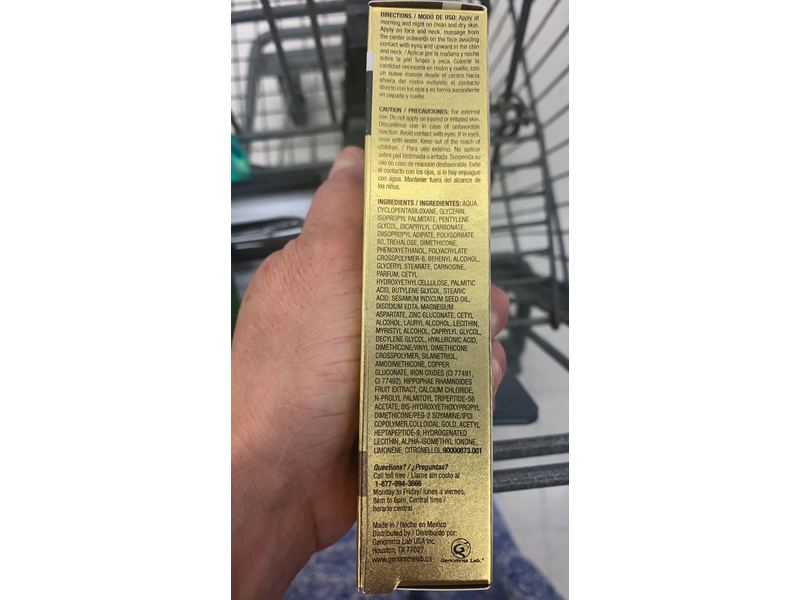 DIRECTIONS / MODO DE USO: Apply at
morning and night on clean and dry skin.
Apply on face and neck, massage from
the center outwards on the face avoiding
contact with eyes and upward in the chin
and neck. / Aplicar por la mañana y noche
sobre la piel limpia y seca. Colocar la
cantidad necesaria en rostro y cuello, con
un suave masaje desde el centro hacia
afuera del rostro evitando el contacto
directo con los ojos y en forma ascendente
en papada y cuello.
CAUTION / PRECAUCIONES: For external
use. Do not apply on injured or irritated skin.
Discontinue use in case of unfavorable
reaction. Avoid contact with eyes. If in eyes,
rinse with water. Keep out of the reach of
children. / Para uso externo. No aplicar
sobre piel lastimada o irritada. Suspenda su
uso en caso de reacción desfavorable. Evite
el contacto con los ojos, si lo hay enjuague
con agua. Mantener fuera del alcance de
los niños.
INGREDIENTS / INGREDIENTES: AQUA,
CYCLOPENTASILOXANE, GLYCERIN,
ISOPROPYL PALMITATE, PENTYLENE
GLYCOL, DICAPRYLYL CARBONATE,
DIISOPROPYL ADIPATE, POLYSORBATE
60, TREHALOSE, DIMETHICONE,
PHENOXYETHANOL, POLYACRYLATE
CROSSPOLYMER-6, BEHENYL ALCOHOL,
GLYCERYL STEARATE, CARNOSINE,
PARFUM, CETYL
HYDROXYETHYLCELLULOSE, PALMITIC
ACID, BUTYLENE GLYCOL, STEARIC
ACID, SESAMUM INDICUM SEED OIL,
DISODIUM EDTA, MAGNESIUM
ASPARTATE, ZINC GLUCONATE, CETYL
ALCOHOL, LAURYL ALCOHOL, LECITHIN,
MYRISTYL ALCOHOL, CAPRYLYL GLYCOL,
DECYLENE GLYCOL, HYALURONIC ACID,
DIMETHICONE/VINYL DIMETHICONE
CROSSPOLYMER, SILANETRIOL,
AMODIMETHICONE, COPPER
GLUCONATE, IRON OXIDES (CI 77491,
CI 77492), HIPPOPHAE RHAMNOIDES
FRUIT EXTRACT, CALCIUM CHLORIDE,
N-PROLYL PALMITOYL TRIPEPTIDE-56
ACETATE, BIS-HYDROXYETHOXYPROPYL
DIMETHICONE/PEG-2 SOYAMINE/IPDI
COPOLYMER, COLLOIDAL GOLD, ACETYL
HEPTAPEPTIDE-9, HYDROGENATED
LECITHIN, ALPHA-ISOMETHYL IONONE,
LIMONENE, CITRONELLOL.90000873.001
Questions? / ¿Preguntas?
Call toll free / Llame sin costo al
1-877-994-3666
Monday to Friday/ lunes a viernes,
8am to 6pm, Central time /
horario central
Made in / Hecho en Mexico
Distributed by / Distribuido por:
Genomma Lab USA Inc.
Houston, TX 77027
www.genommalab.us
Genomma Lab.®